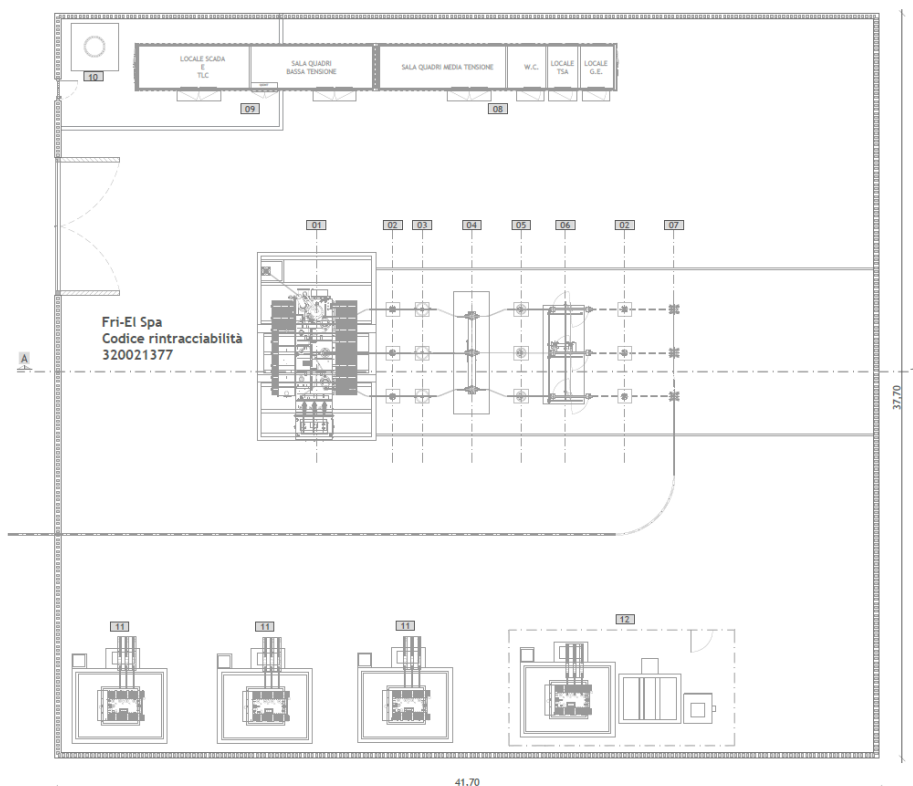 LOCALE SCADA
E
TLC
SALA QUADRI
BASSA TENSIONE
SALA QUADRI MEDIA TENSIONE
W.C.
LOCALE
TSA
LOCALE
G.E.
10
09
08
01
02
03
04
05
06
02
07
Fri-El Spa
Codice rintracciabilità
320021377
A
37,70
11
11
11
12
41.70